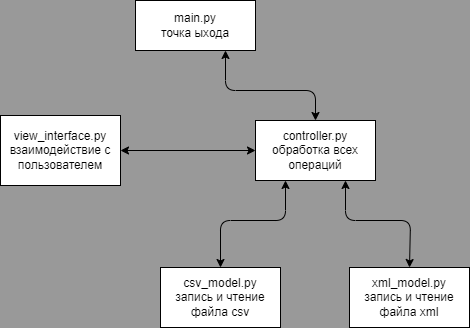 main.py
точка ыхода
view_interface.py
взаимодействие с
пользователем
controller.py
обработка всех
операций
csv_model.py
запись и чтение
файла csv
xml_model.py
запись и чтение
файла xml